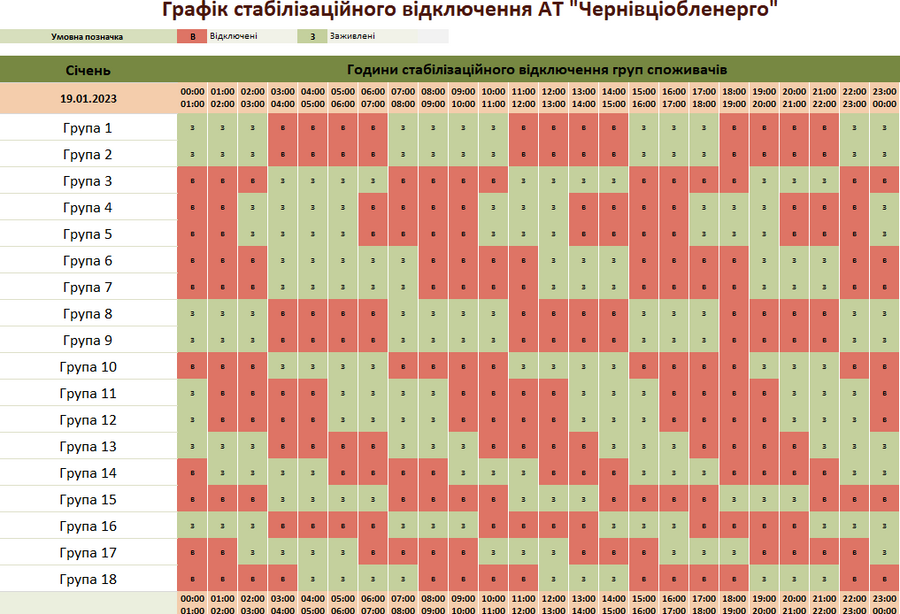 Графік стабілізаційного відключення АТ "Чернівціобленерго"
Умовна позначка В Відключені З Заживлені
Січень Години стабілізаційного відключення груп споживачів
19.01.2023
00:00 01:00 02:00 03:00 04:00 05:00 06:00 07:00 08:00 09:00 10:00 11:00 12:00 13:00 14:00 15:00 16:00 17:00 18:00 19:00 20:00 21:00 22:00 23:00
01:00 02:00 03:00 04:00 05:00 06:00 07:00 08:00 09:00 10:00 11:00 12:00 13:00 14:00 15:00 16:00 17:00 18:00 19:00 20:00 21:00 22:00 23:00 00:00
Група 1 З З З в в в в З З З З в в в в З З З в в в в З З
Група 2 З З З в в в в З З З З в в в в З З З в в в в З З
Група 3 в в в З З З З в в в в З З З З в в в в З З З в в
Група 4 в в З З З З в в в в З З З в в в в З З З в в в З
Група 5 в в З З З З в в в в З З З в в в в З З З в в в З
Група 6 в в в З З З З З в в в в З З З в в в в З З З в в
Група 7 в в в З З З З З в в в в З З З в в в в З З З в в
Група 8 З З З в в в в З З З З в в в в З З З в в в в З З
Група 9 З З З в в в в З З З З в в в в З З З в в в в З З
Група 10 в в в З З З З в в в в З З З З в в в в З З З в в
Група 11 З в в в в З З З З в в в в З З З в в в в З З З в
Група 12 З в в в в З З З З в в в в З З З в в в в З З З в
Група 13 З З З в в в в З З З в в в в З З З в в в в З З З
Група 14 в З З З З в в в в З З З в в в З З З в в в в З З
Група 15 в в в З З З З в в в в З З З в в в в З З З в в в
Група 16 З З З в в в в З З З в в в в З З З в в в в З З З
Група 17 в в З З З З в в в в З З З в в в З З З в в в в З
Група 18 в в в в З З З З в в в в З З З в в в в З З З в в
00:00 01:00 02:00 03:00 04:00 05:00 06:00 07:00 08:00 09:00 10:00 11:00 12:00 13:00 14:00 15:00 16:00 17:00 18:00 19:00 20:00 21:00 22:00 23:00
01:00 02:00 03:00 04:00 05:00 06:00 07:00 08:00 09:00 10:00 11:00 12:00 13:00 14:00 15:00 16:00 17:00 18:00 19:00 20:00 21:00 22:00 23:00 00:00